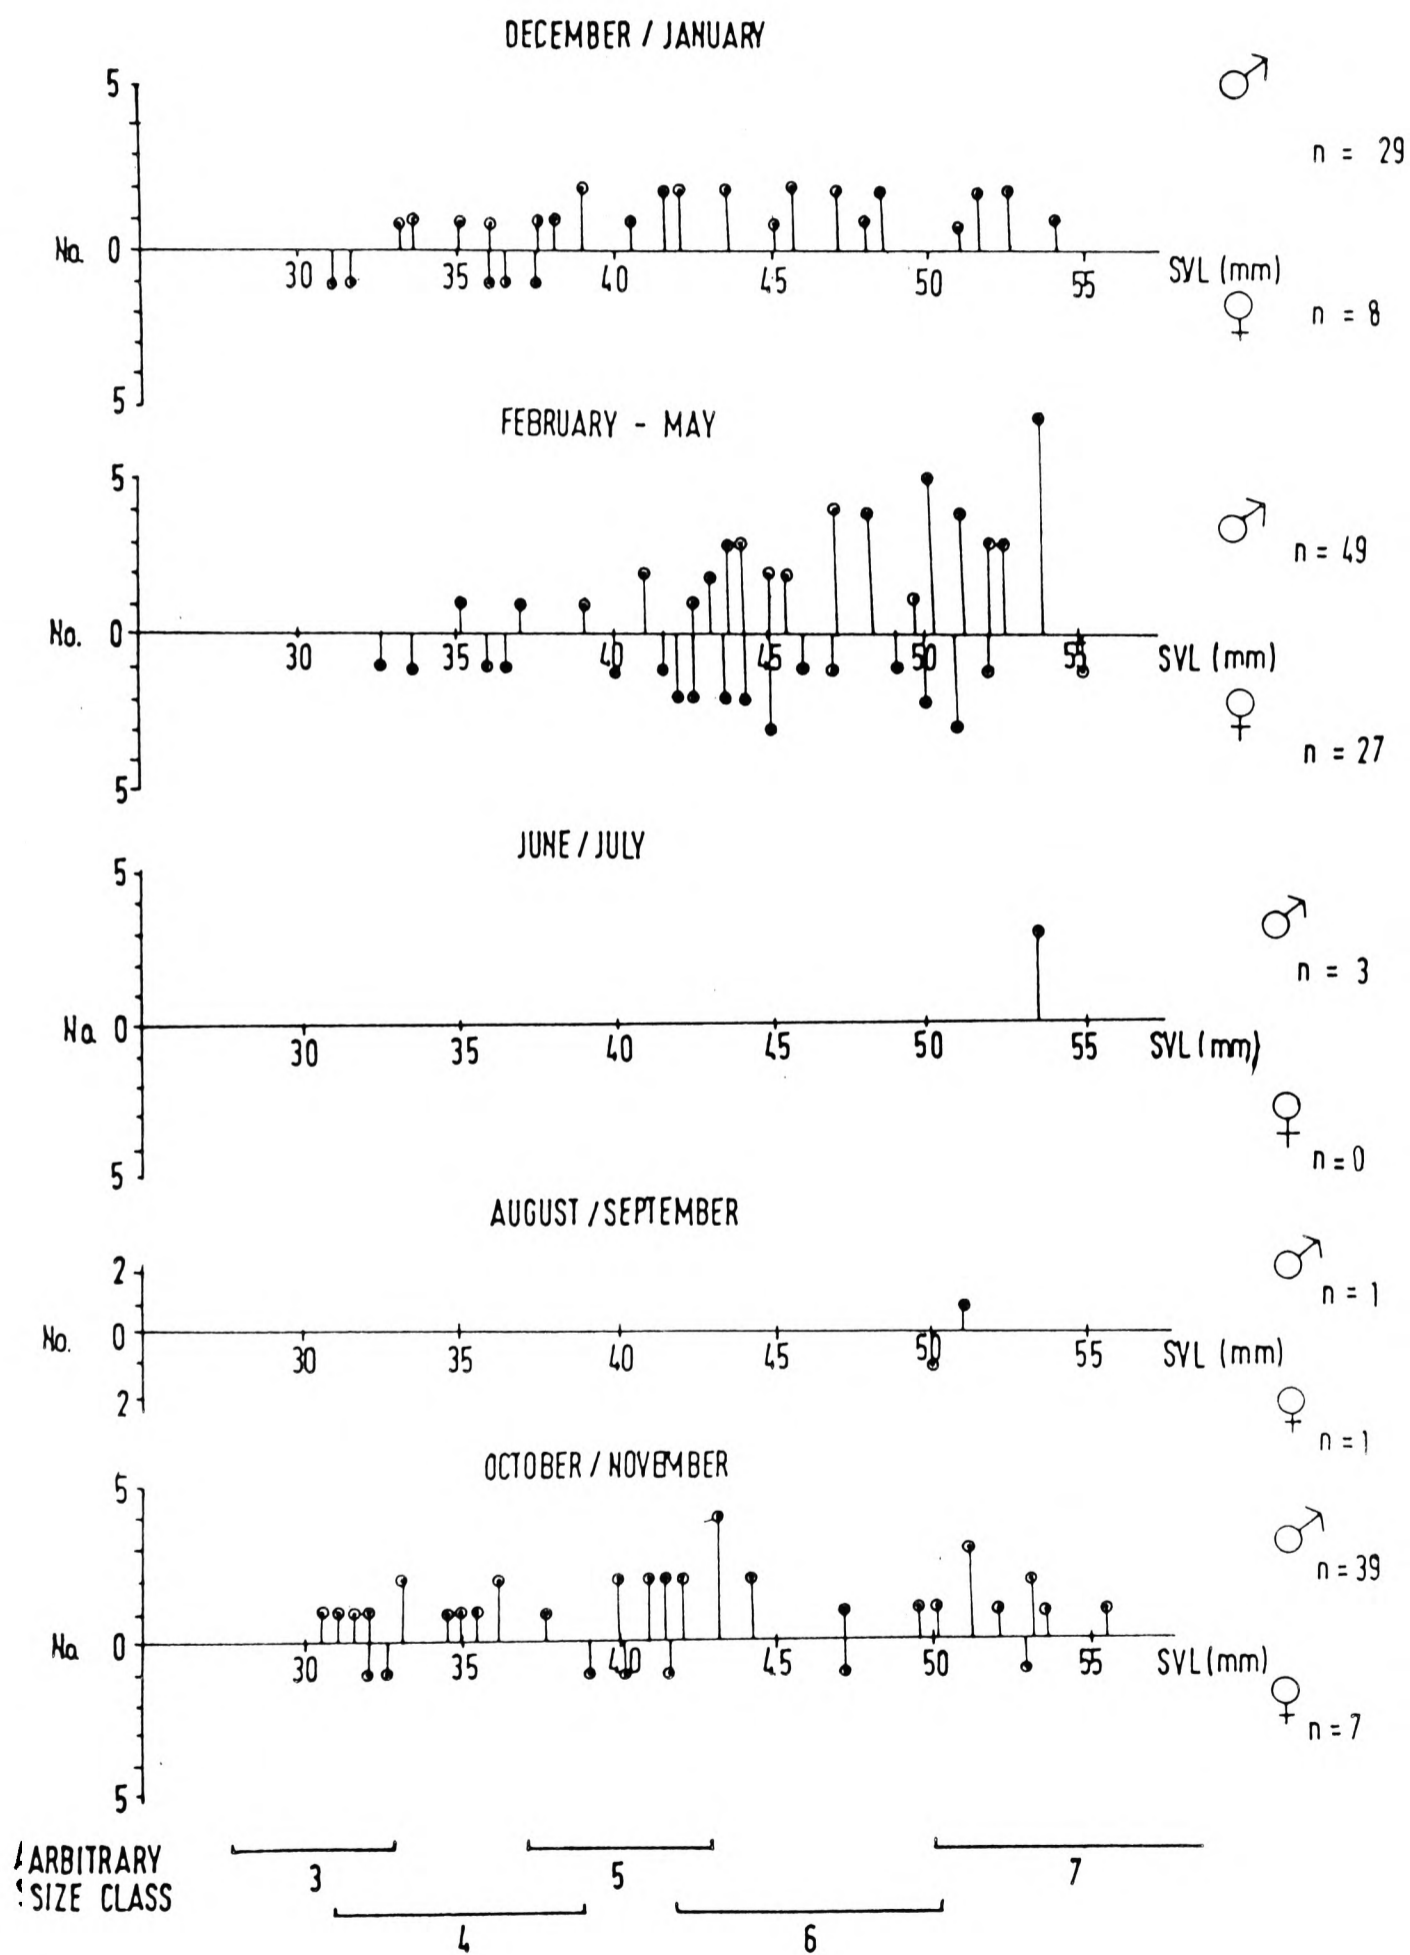 DECEMBER / JANUARY
5
♂
n = 29
No. 0
30 35 40 45 50 55 SVL (mm)
♀ n = 8
5
FEBRUARY - MAY
5
♂
n = 49
No. 0
30 35 40 45 50 55 SVL (mm)
♀
n = 27
5
JUNE / JULY
5
♂
n = 3
No 0
30 35 40 45 50 55 SVL (mm)
♀
n = 0
5
AUGUST / SEPTEMBER
2
♂
n = 1
No. 0
30 35 40 45 50 55 SVL (mm)
2
♀
n = 1
OCTOBER / NOVEMBER
5
♂
n = 39
No 0
30 35 40 45 50 55 SVL (mm)
♀
n = 7
5
ARBITRARY
SIZE CLASS
3 5 7
4 6